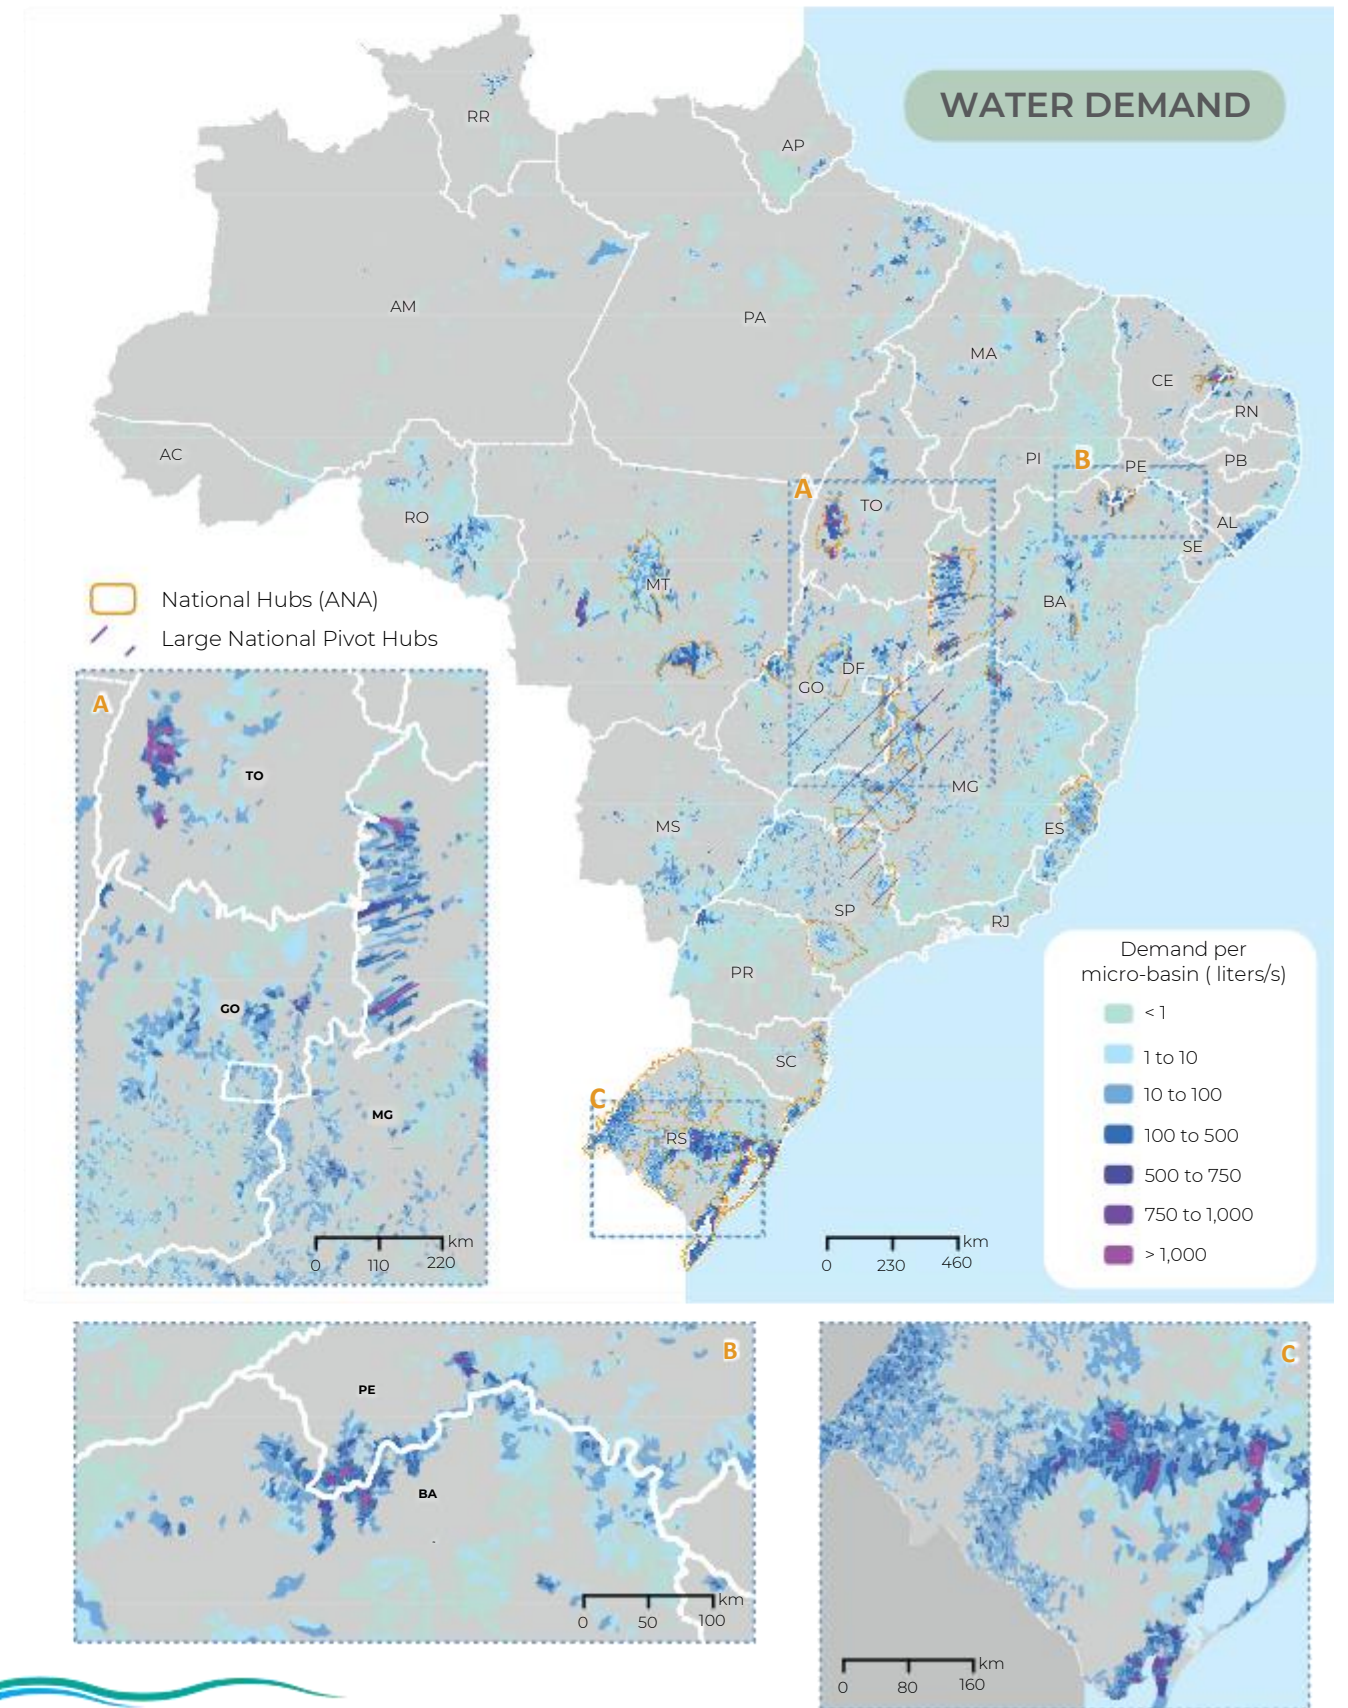 WATER DEMAND
RR
AP
AM
PA
MA
CE
RN
AC
PI
B
PE
PB
A
TO
RO
AL
SE
MT
BA
National Hubs (ANA)
Large National Pivot Hubs
DF
GO
MG
MS
ES
SP
RJ
PR
SC
C
RS
km
0
230
460
Demand per
micro-basin ( liters/s)
< 1
1 to 10
10 to 100
100 to 500
500 to 750
750 to 1,000
> 1,000
A
TO
GO
MG
km
0
110
220
B
PE
BA
km
0
50
100
C
km
0
80
160